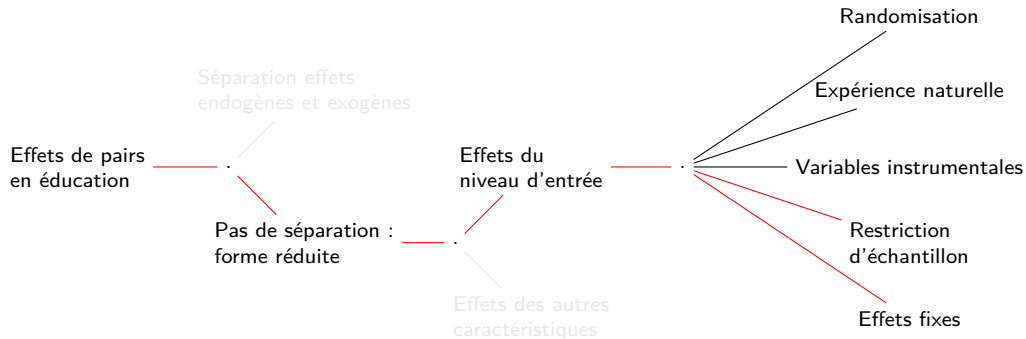 Randomisation
Séparation effets
endogènes et exogènes
Expérience naturelle
Effets de pairs
en éducation
.
Effets du
niveau d'entrée
.
Variables instrumentales
Pas de séparation :
forme réduite
.
Restriction
d'échantillon
Effets des autres
caractéristiques
Effets fixes